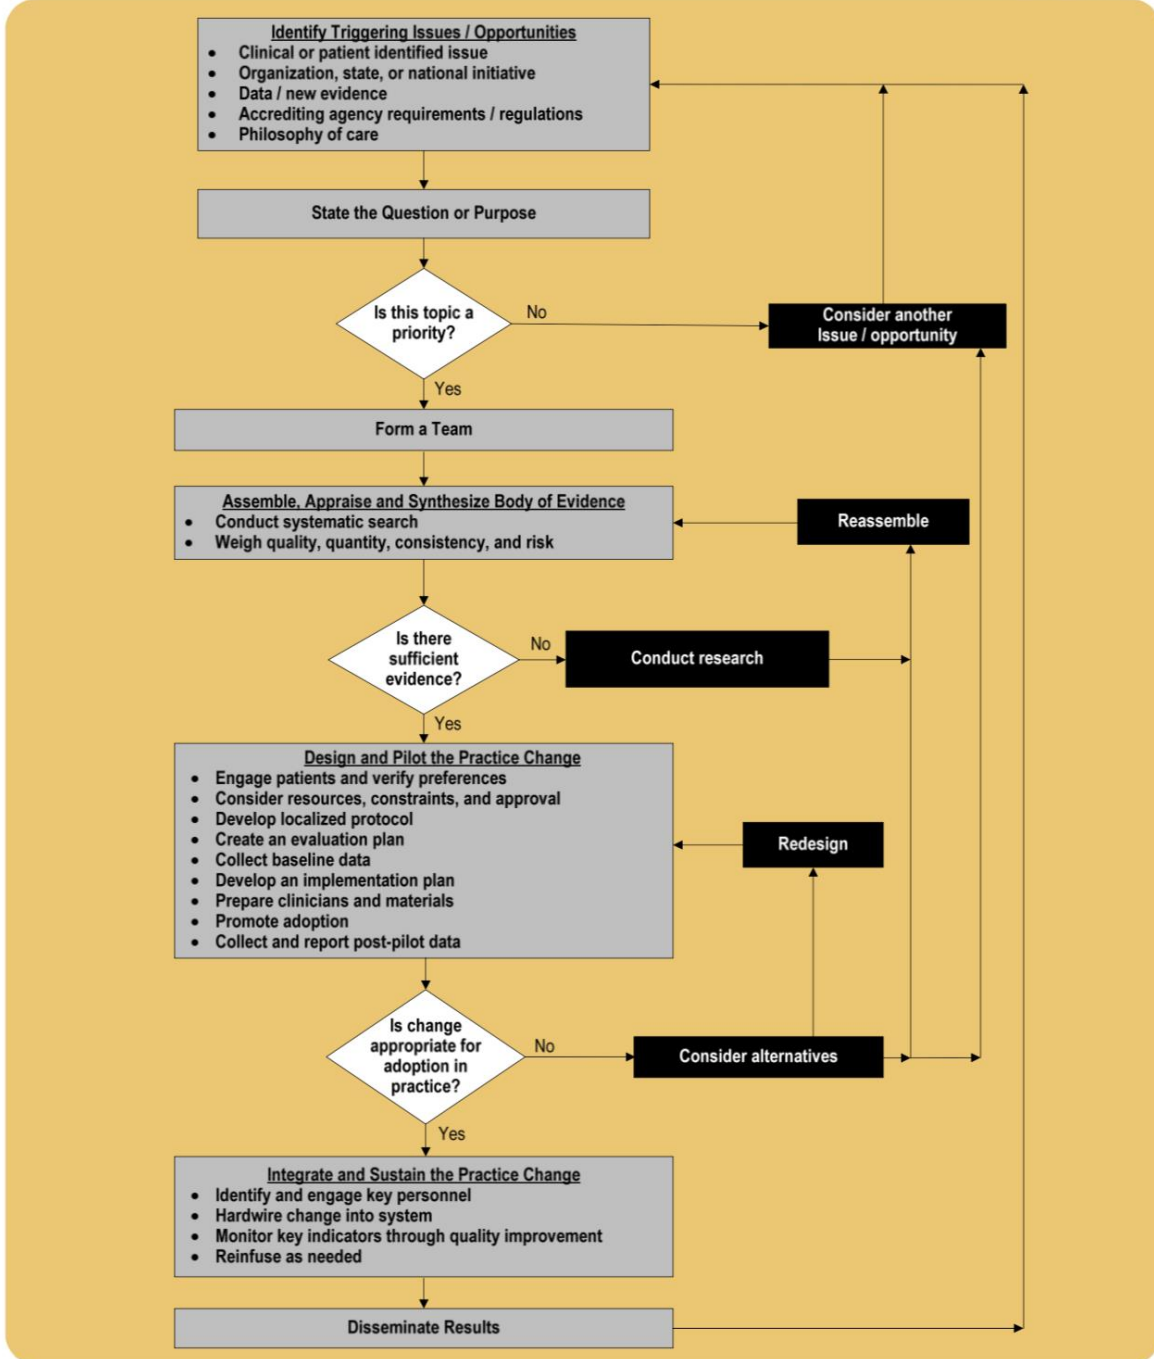 Identify Triggering Issues / Opportunities
• Clinical or patient identified issue
• Organization, state, or national initiative
• Data / new evidence
• Accrediting agency requirements / regulations
• Philosophy of care
State the Question or Purpose
Is this topic a
priority?
No
Consider another
Issue / opportunity
Yes
Form a Team
Assemble, Appraise and Synthesize Body of Evidence
• Conduct systematic search
• Weigh quality, quantity, consistency, and risk
Reassemble
Is there
sufficient
evidence?
No
Conduct research
Yes
Design and Pilot the Practice Change
• Engage patients and verify preferences
• Consider resources, constraints, and approval
• Develop localized protocol
• Create an evaluation plan
• Collect baseline data
• Develop an implementation plan
• Prepare clinicians and materials
• Promote adoption
• Collect and report post-pilot data
Redesign
Is change
appropriate for
adoption in
practice?
No
Consider alternatives
Yes
Integrate and Sustain the Practice Change
• Identify and engage key personnel
• Hardwire change into system
• Monitor key indicators through quality improvement
• Reinfuse as needed
Disseminate Results